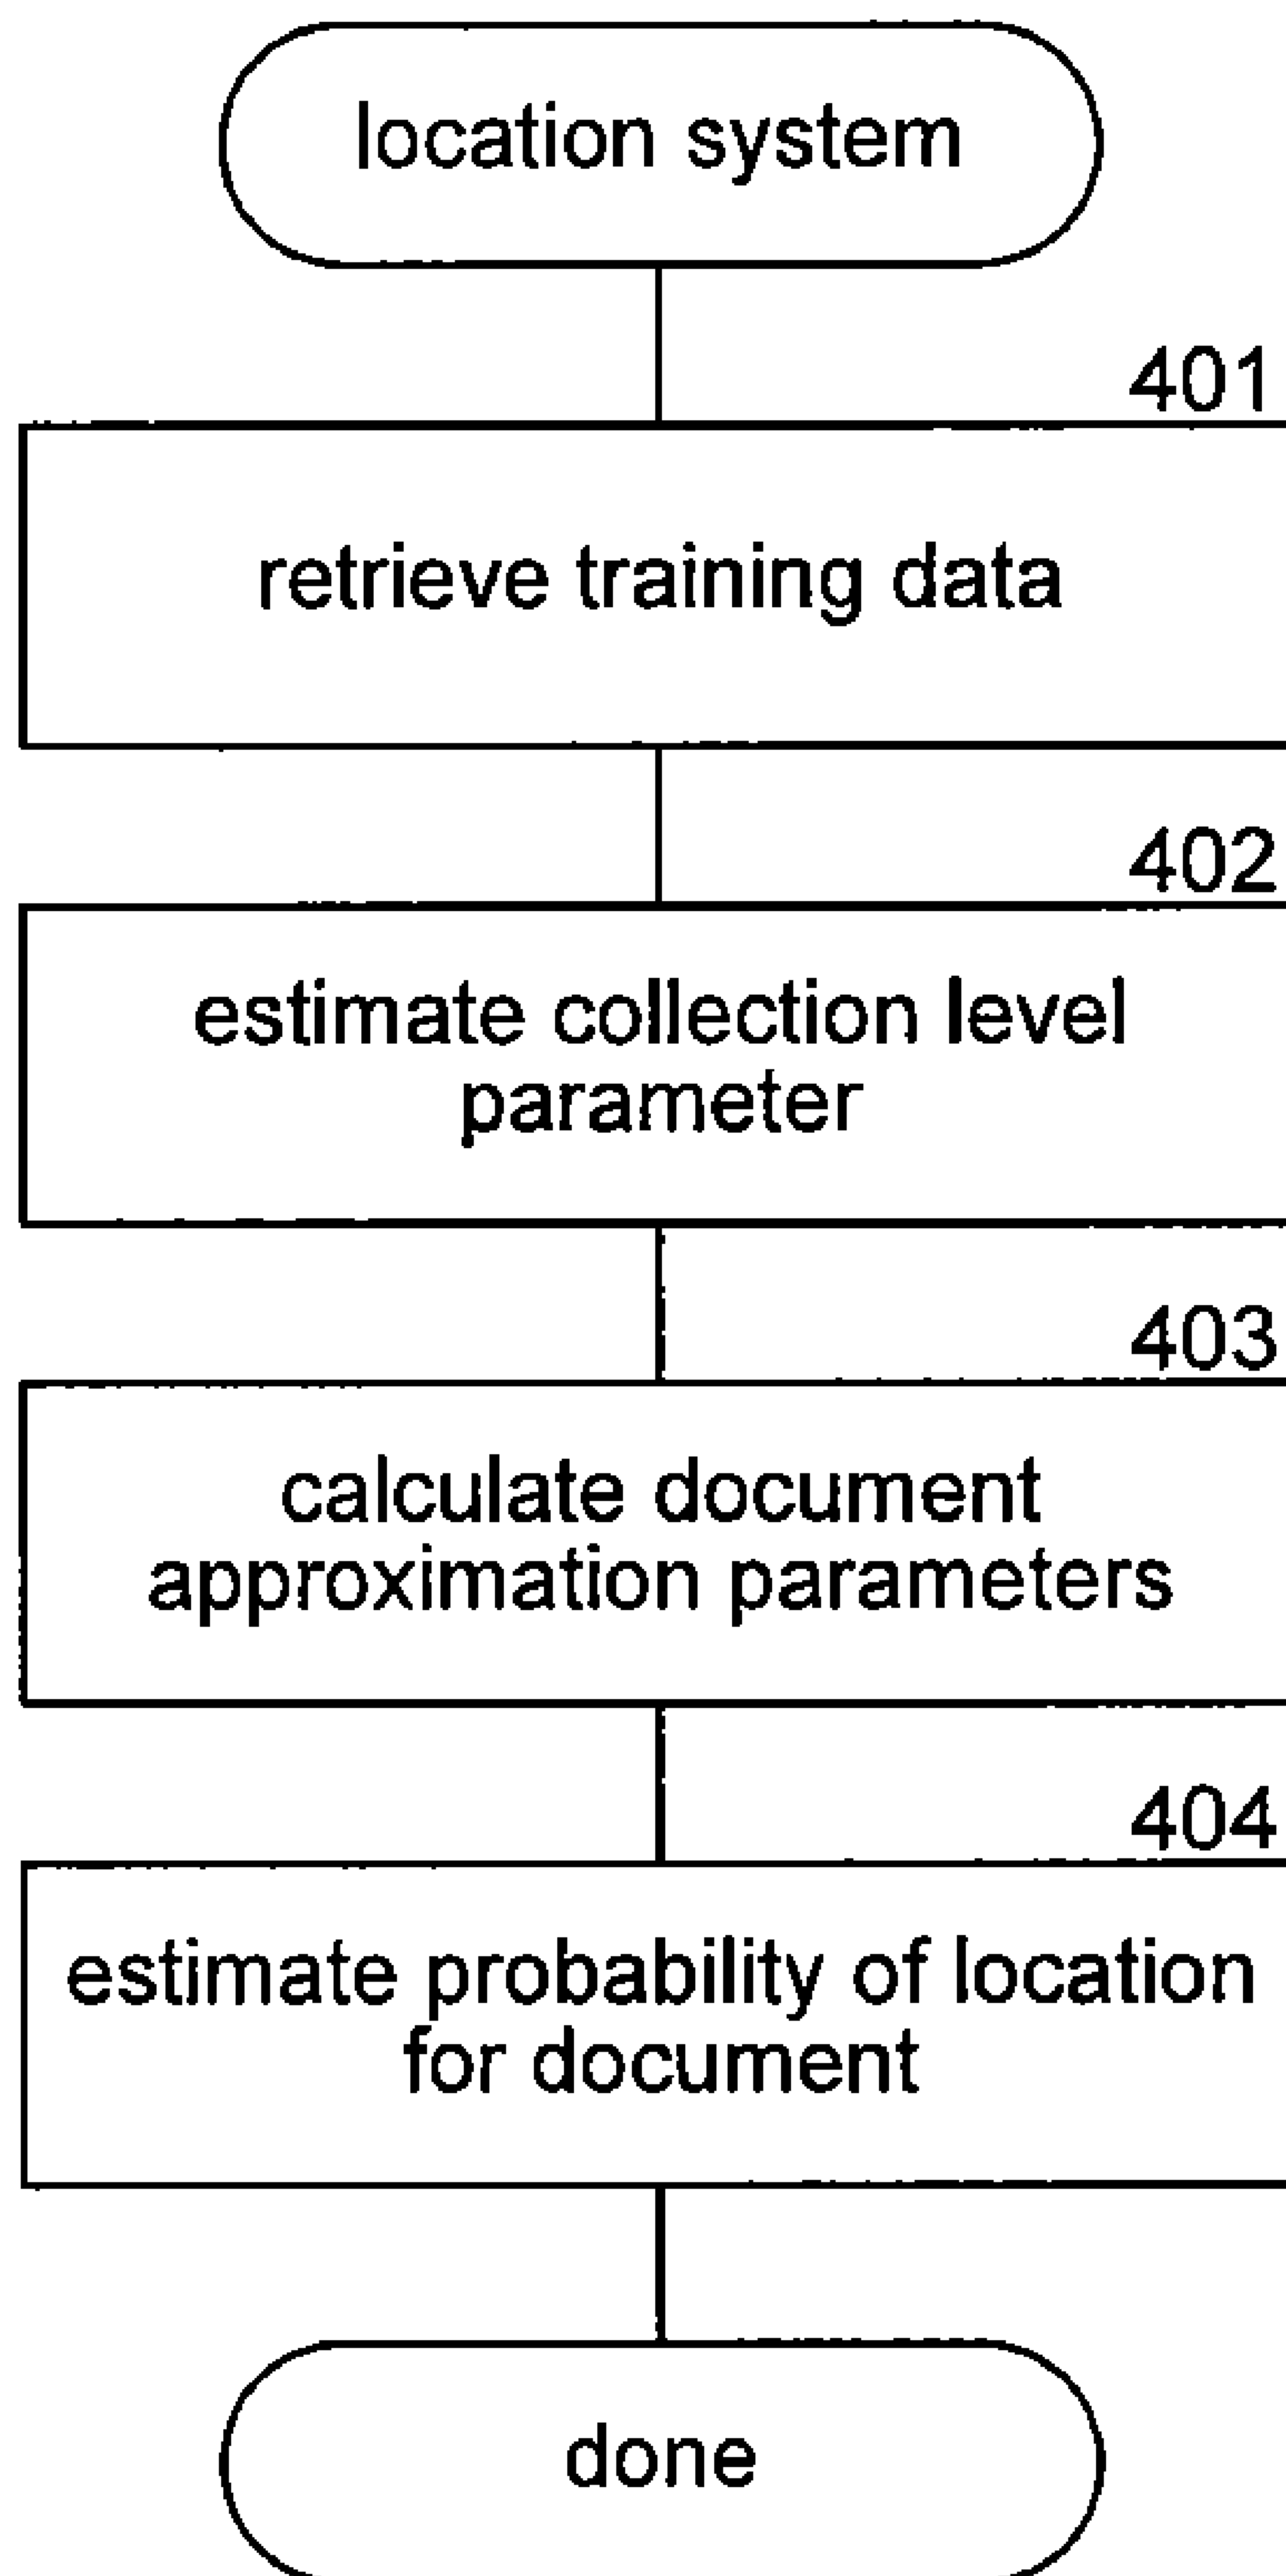 location system
401
retrieve training data
402
estimate collection level
parameter
403
calculate document
approximation parameters
404
estimate probability of location
for document
done